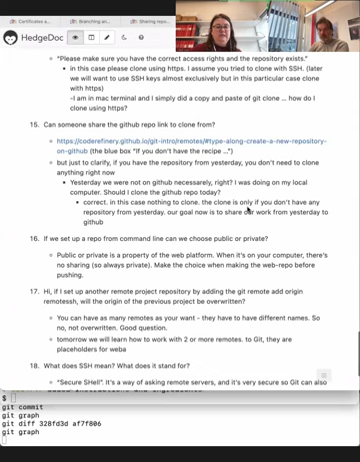 Certificates a...
Branching an...
Sharing repo...
HedgeDoc
"Please make sure you have the correct access rights and the repository exists."
in this case please clone using https. I assume you tried to clone with SSH. (later
we will want to use SSH keys almost exclusively but in this particular case clone
with https)
-I am in mac terminal and I simply did a copy and paste of git clone ... how do I
clone using https?
15. Can someone share the github repo link to clone from?
https://coderefinery.github.io/git-intro/remotes/#type-along-create-a-new-repository-
on-github (the blue box "If you don't have the recipe ...")
but just to clarify, if you have the repository from yesterday, you don't need to clone
anything right now
Yesterday we were not on github necessarely, right? I was doing on my local
computer. Should I clone the github repo today?
correct. in this case nothing to clone. the clone is only if you don't have any
repository from yesterday. our goal now is to share our work from yesterday to
github
16. If we set up a repo from command line can we choose public or private?
Public or private is a property of the web platform. When it's on your computer, there's
no sharing (so always private). Make the choice when making the web-repo before
pushing.
17. Hi, if I set up another remote project repository by adding the git remote add origin
remotessh, will the origin of the previous project be overwritten?
You can have as many remotes as your want - they have to have different names. So
no, not overwritten. Good question.
tomorrow we will learn how to work with 2 or more remotes. to Git, they are
placeholders for weba
18. What does SSH mean? What does it stand for?
"Secure SHell". It's a way of asking remote servers, and it's very secure so Git can also
$
git commit
git graph
git diff 328fd3d af7f806
git graph